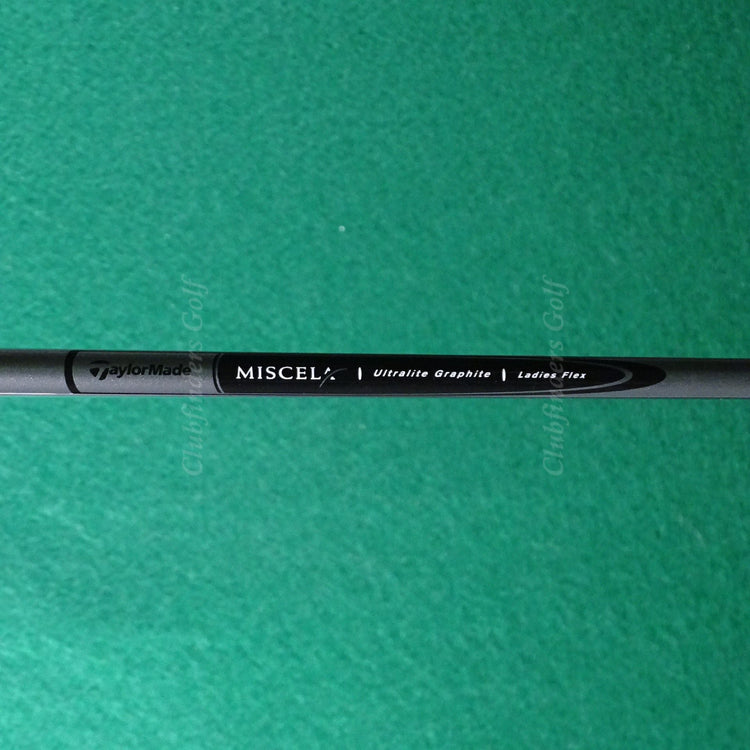 TaylorMade MISCELA | Ultralite Graphite | Ladies Flex
Clubfinders Golf
Clubfinders Golf